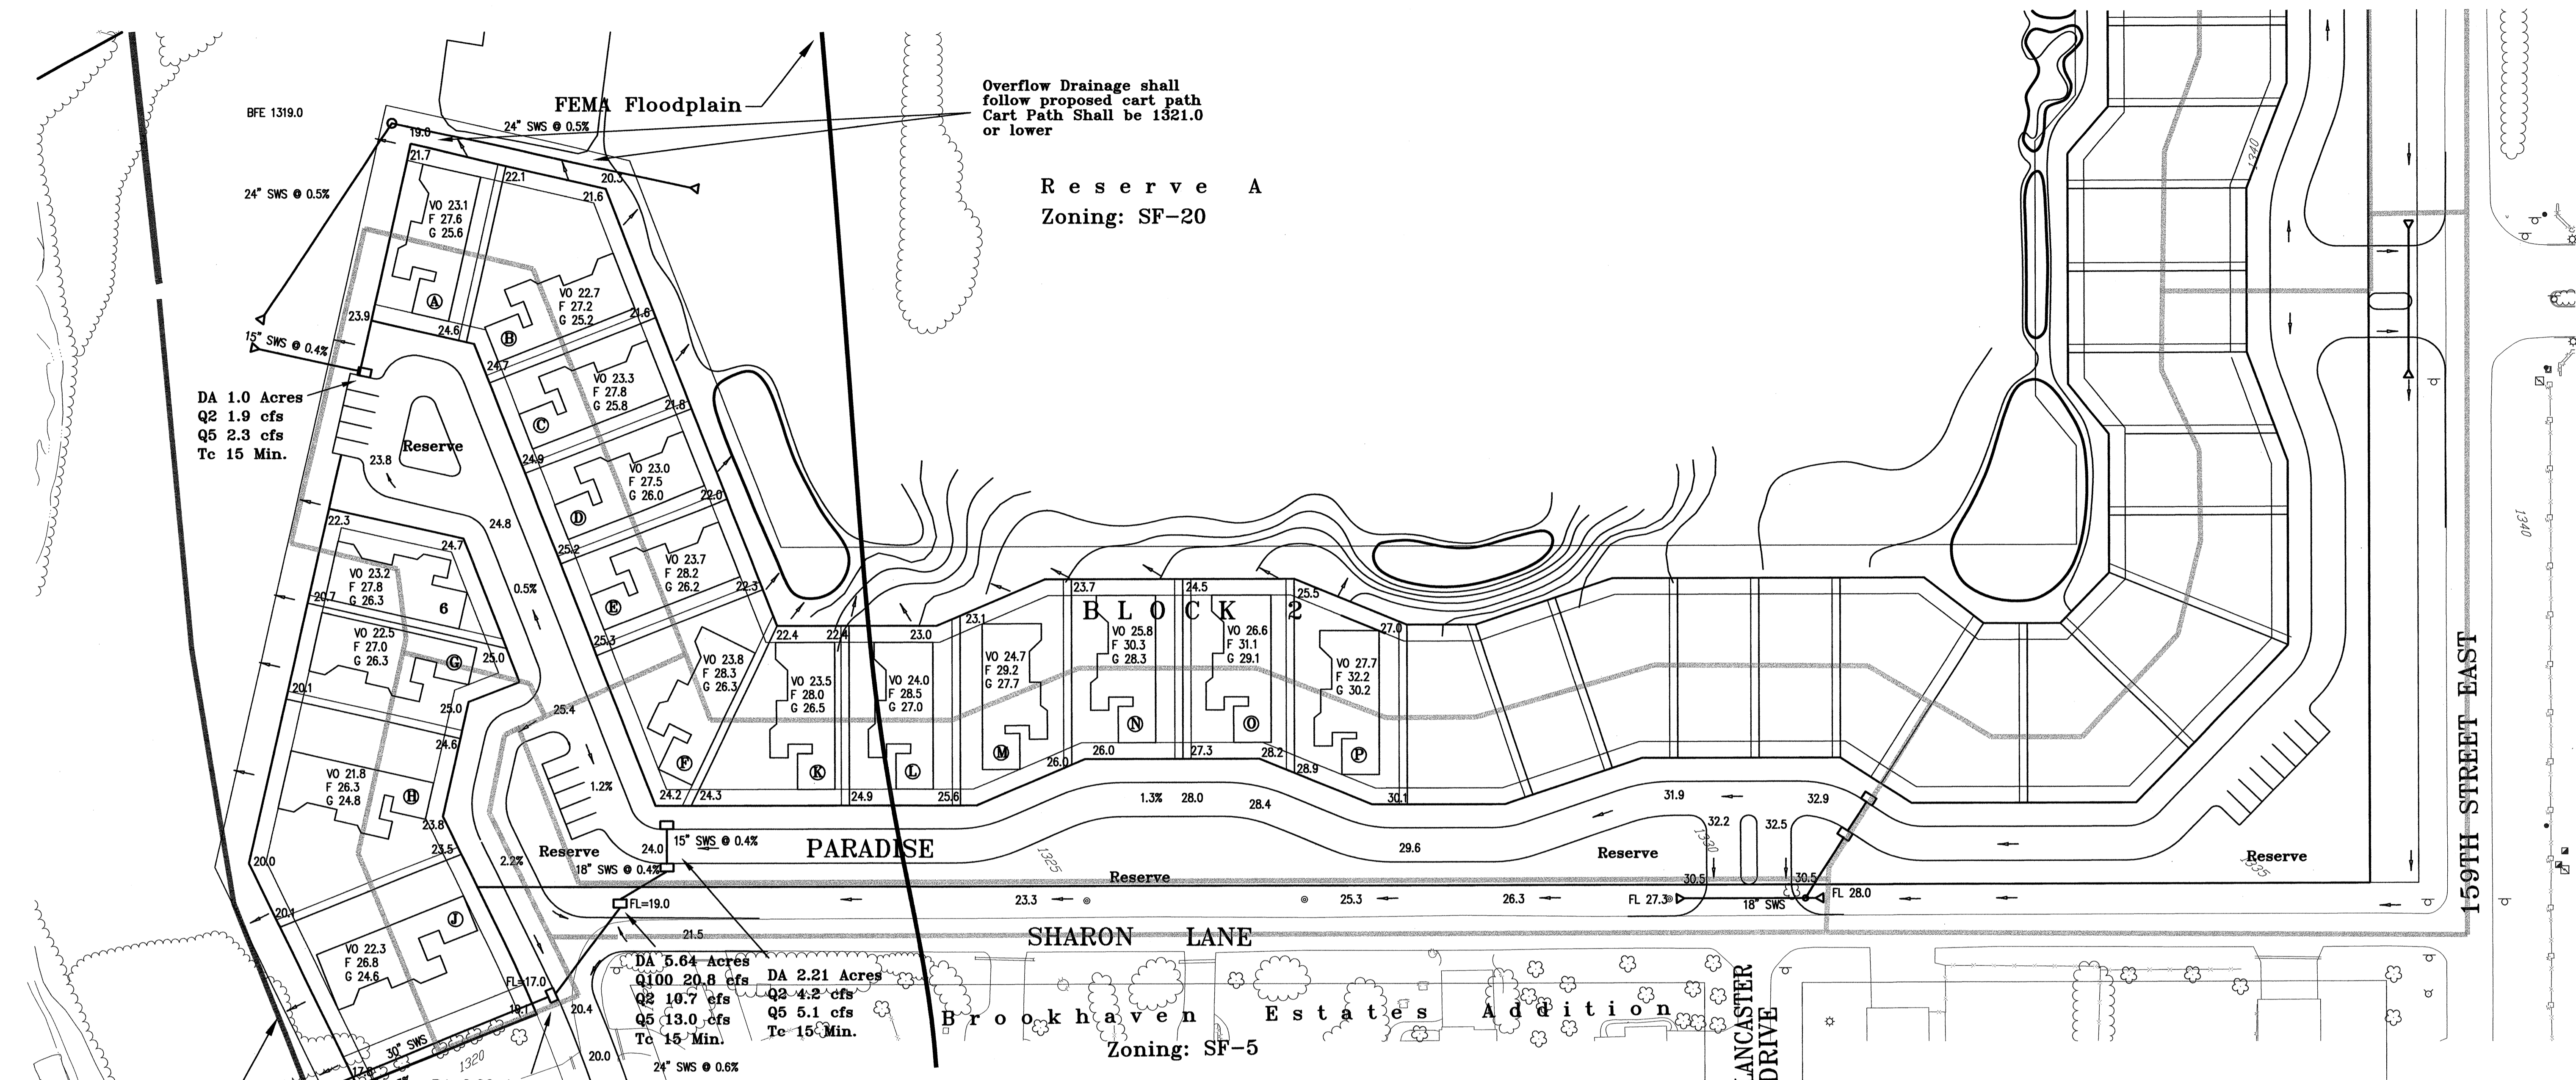 BFE 1319.0
FEMA Floodplain
Overflow Drainage shall
follow proposed cart path
Cart Path Shall be 1321.0
or lower
24" SWS @ 0.5%
19.0
21.7
22.1
20.3
21.6
24" SWS @ 0.5%
Reserve A
Zoning: SF-20
1340
VO 23.1
F 27.6
G 25.6
A
VO 22.7
F 27.2
G 25.2
B
23.9
24.6
21.6
15" SWS @ 0.4%
24.7
DA 1.0 Acres
Q2 1.9 cfs
Q5 2.3 cfs
Tc 15 Min.
VO 23.3
F 27.8
G 25.8
C
21.8
Reserve
23.8
24.9
VO 23.0
F 27.5
G 26.0
D
22.0
22.3
24.8
24.7
25.2
1340
VO 23.7
F 28.2
G 26.2
E
22.3
VO 23.2
F 27.8
G 26.3
6
20.7
0.5%
23.7
24.5
25.5
BLOCK 2
22.4
22.4
23.0
23.1
27.0
VO 22.5
F 27.0
G 26.3
G
25.0
25.3
20.1
25.0
VO 23.8
F 28.3
G 26.3
F
VO 23.5
F 28.0
G 26.5
K
VO 24.0
F 28.5
G 27.0
L
VO 24.7
F 29.2
G 27.7
M
VO 25.8
F 30.3
G 28.3
N
VO 26.6
F 31.1
G 29.1
O
VO 27.7
F 32.2
G 30.2
P
25.4
24.6
26.0
26.0
27.3
28.2
28.9
VO 21.8
F 26.3
G 24.8
H
1.2%
24.2
24.3
24.9
25.6
1.3%
28.0
28.4
30.1
31.9
32.9
23.8
23.5
32.2
32.5
20.0
2.2%
Reserve
24.0
15" SWS @ 0.4%
PARADISE
1325
29.6
Reserve
1330
Reserve
1335
18" SWS @ 0.4%
Reserve
30.5
30.5
FL=19.0
23.3
25.3
26.3
FL 27.3
18" SWS
FL 28.0
159TH STREET EAST
20.1
J
VO 22.3
F 26.8
G 24.6
21.5
SHARON LANE
FL=17.0
19.1
20.4
DA 5.64 Acres
Q100 20.8 cfs
Q2 10.7 cfs
Q5 13.0 cfs
Tc 15 Min.
DA 2.21 Acres
Q2 4.2 cfs
Q5 5.1 cfs
Tc 15 Min.
Brookhaven Estates Addition
Zoning: SF-5
LANCASTER
DRIVE
30" SWS
1320
20.0
24" SWS @ 0.6%